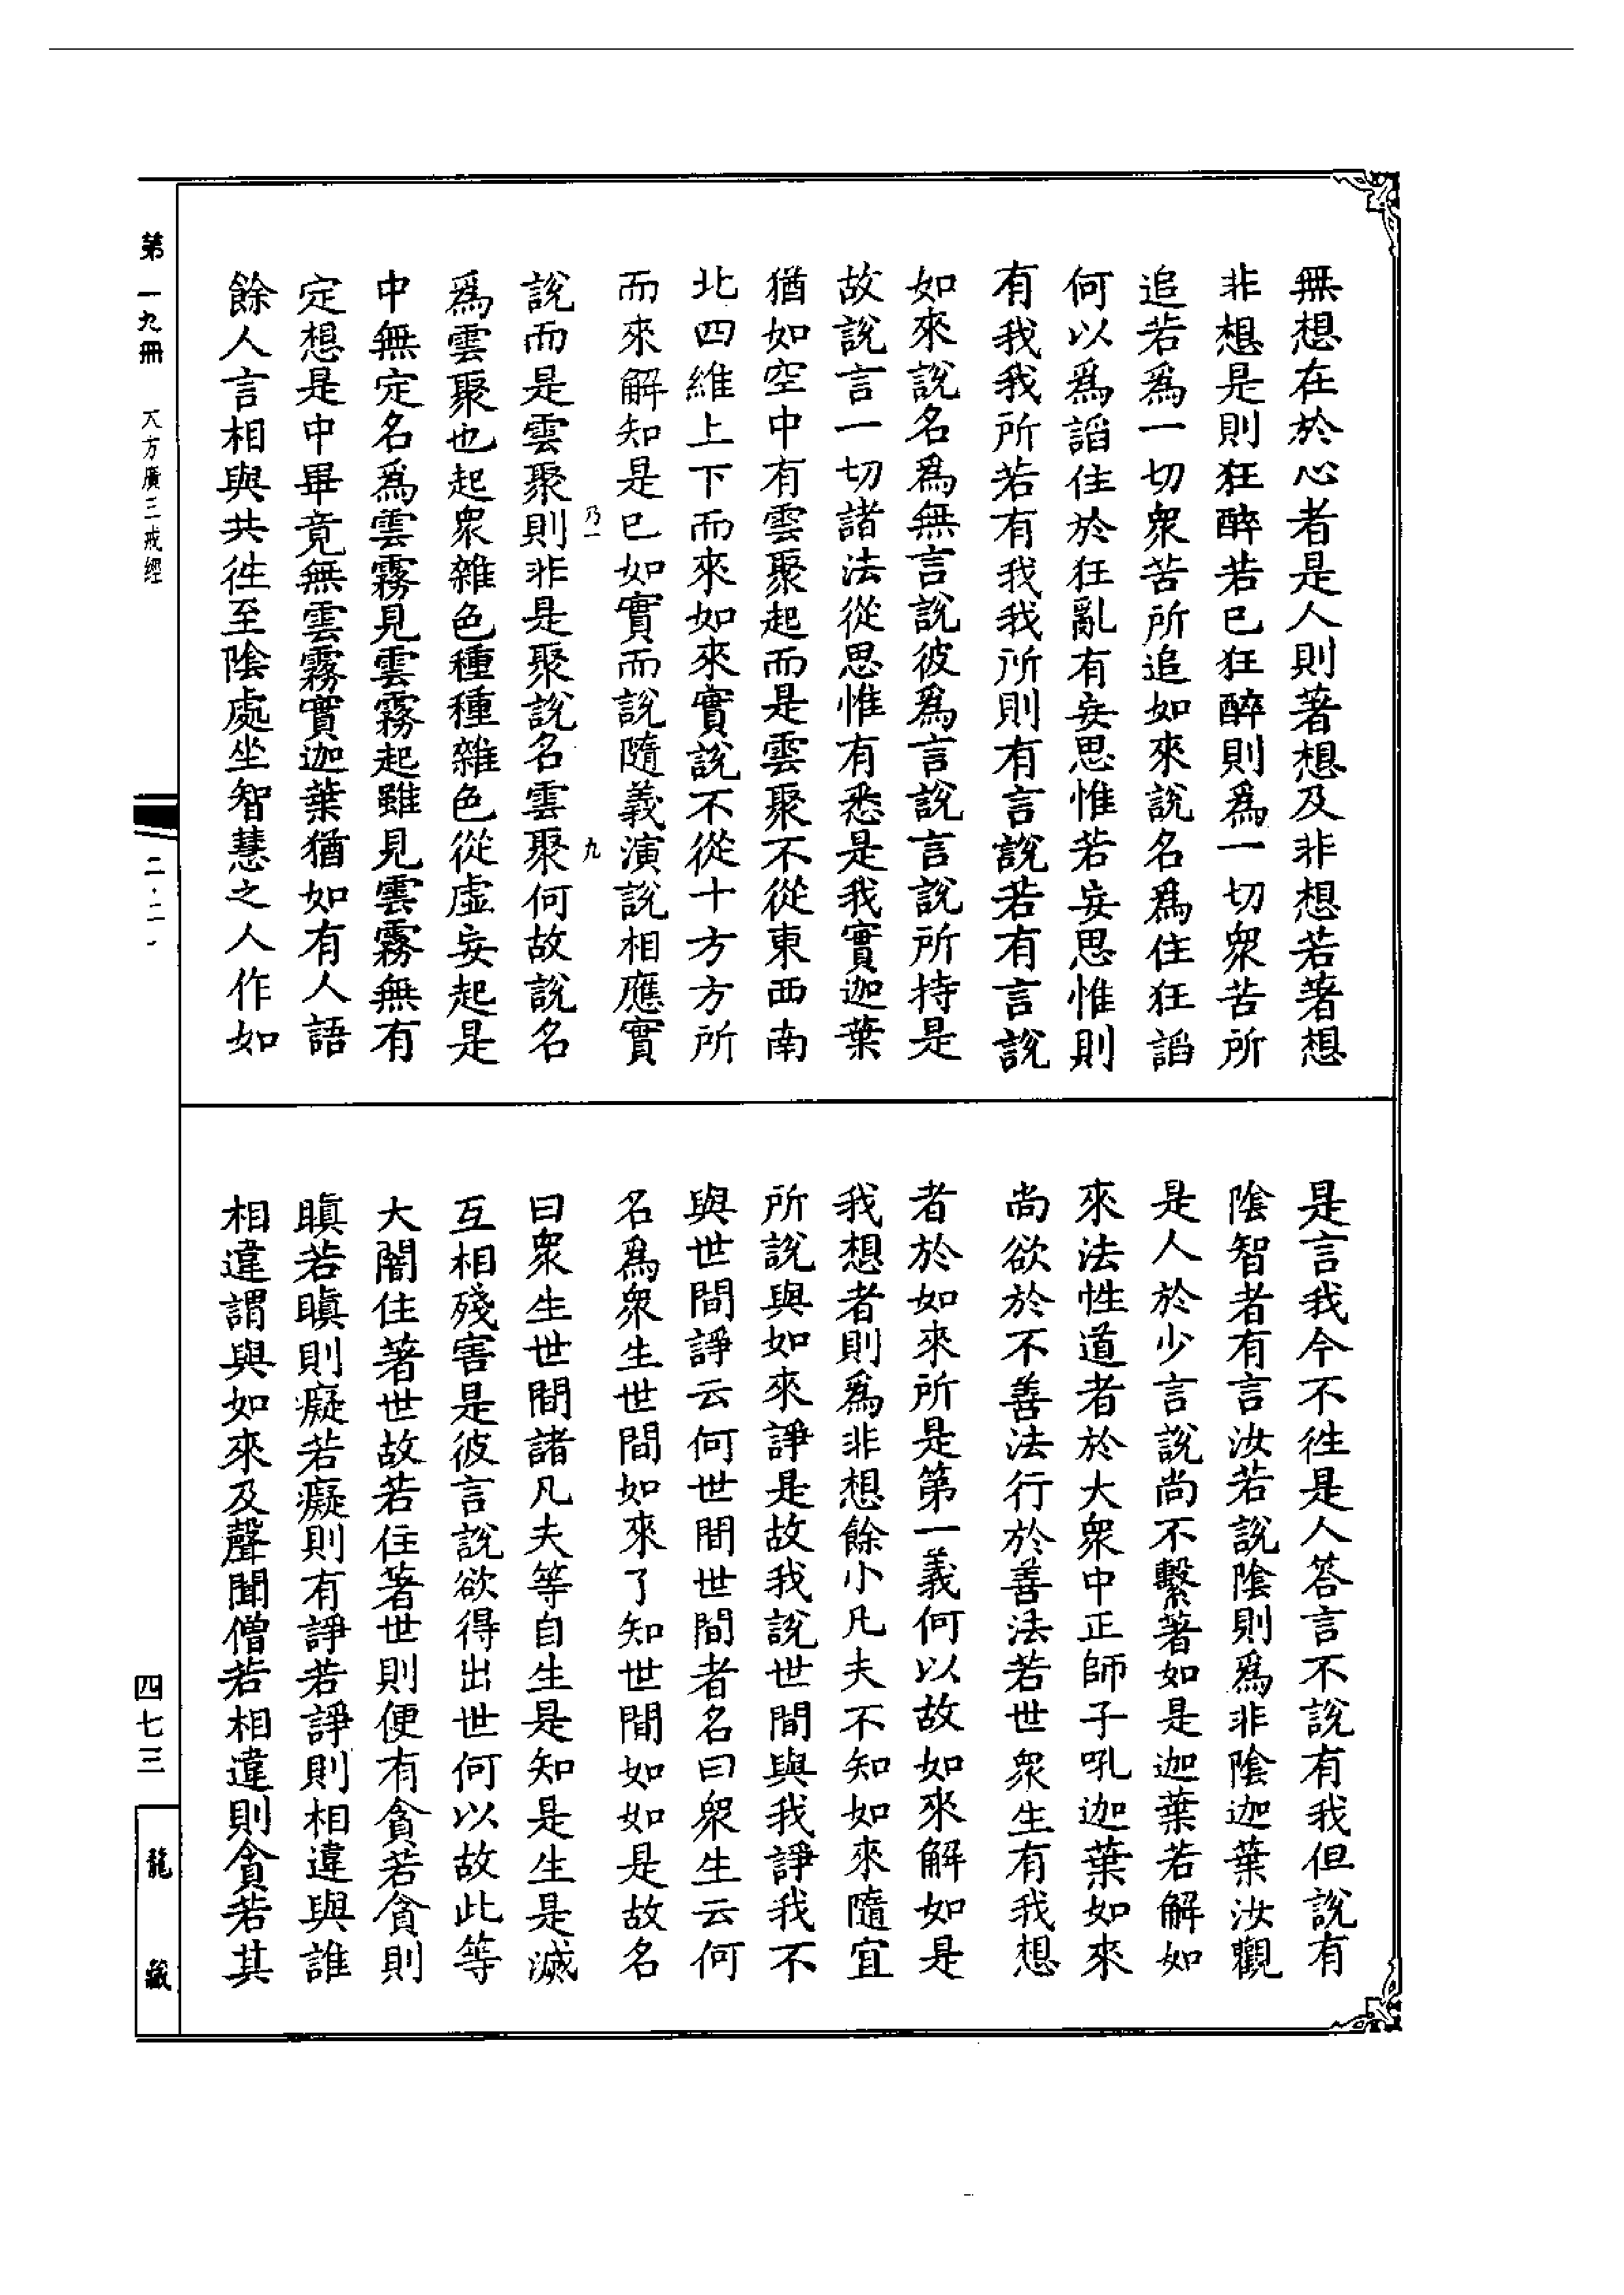 無想在於心者是人則著想及非想若著想
非想是則狂醉若已狂醉則爲一切衆苦所
追若爲一切衆苦所追如來說名爲住狂謟
何以爲謟住於狂亂有妄思惟若妄思惟則
有我我所若有我我所則有言說若有言說
如來說名爲無言說彼爲言說言說所持是
故說言一切諸法從思惟有悉是我實迦葉
猶如空中有雲聚起而是雲聚不從東西南
北四維上下而來如來實說不從十方方所
而來解知是已如實而說隨義演說相應實
乃一 九
說而是雲聚則非是聚說名雲聚何故說名
爲雲聚也起衆雜色種種雜色從虛妄起是
中無定名爲雲霧見雲霧起雖見雲霧無有
定想是中畢竟無雲霧實迦葉猶如有人語
餘人言相與共徃至陰處坐智慧之人作如
是言我今不徃是人答言不說有我但說有
陰智者有言汝若說陰則爲非陰迦葉汝觀
是人於少言說尚不繫著如是迦葉若解如
來法性道者於大衆中正師子吼迦葉如來
尚欲於不善法行於善法若世衆生有我想
者於如來所是第一義何以故如來解如是
我想者則爲非想餘小凡夫不知如來隨宜
所說與如來諍是故我說世間與我諍我不
與世間諍云何世間世間者名曰衆生云何
名爲衆生世間如來了知世間如如是故名
曰衆生世間諸凡夫等自生是知是生是滅
互相殘害是彼言說欲得出世何以故此等
大闇住著世故若住著世則便有貪若貪則
瞋若瞋則癡若癡則有諍若諍則相違與誰
相違謂與如來及聲聞僧若相違則貪若其
第一九冊 大方廣三戒經
四七三
龍藏